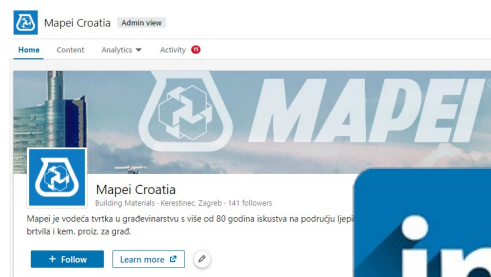 Mapei Croatia Admin view
Home Content Analytics Activity 13
MAPEI
Mapei Croatia
Building Materials · Kerestinec, Zagreb · 141 followers
Mapei je vodeća tvrtka u građevinarstvu s više od 80 godina iskustva na području ljepi
brtvila i kem. proiz. za građ.
+ Follow Learn more
in